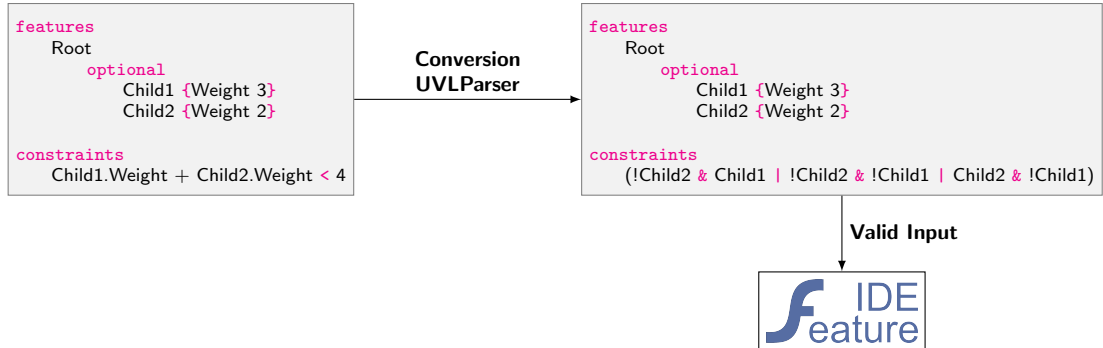 features
Root
optional
Child1 {Weight 3}
Child2 {Weight 2}
constraints
Child1.Weight + Child2.Weight < 4
Conversion
UVLParser
features
Root
optional
Child1 {Weight 3}
Child2 {Weight 2}
constraints
(!Child2 & Child1 | !Child2 & !Child1 | Child2 & !Child1)
Valid Input
IDE
Feature